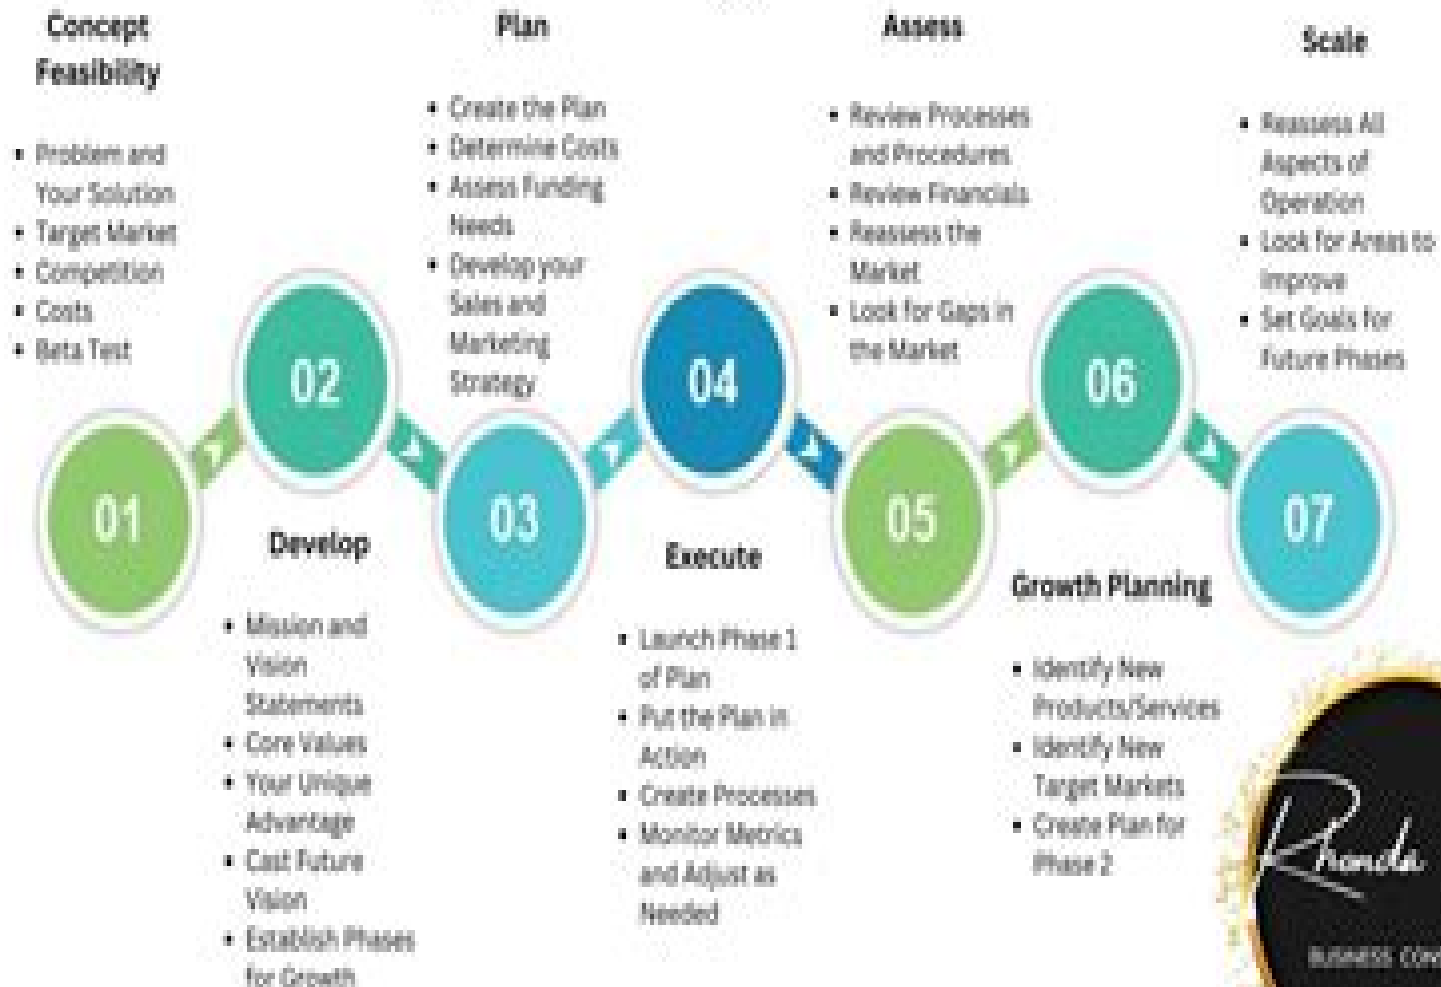 Concept
Feasibility
• Problem and
Your Solution
• Target Market
• Competition
• Costs
• Beta Test
01
02
Develop
• Mission and
Vision
Statements
• Core Values
• Your Unique
Advantage
• Cast Future
Vision
• Establish Phases
for Growth
Plan
• Create the Plan
• Determine Costs
• Assess Funding
Needs
• Develop your
Sales and
Marketing
Strategy
03
04
Execute
• Launch Phase 1
of Plan
• Put the Plan in
Action
• Create Processes
• Monitor Metrics
and Adjust as
Needed
Assess
• Review Processes
and Procedures
• Review Financials
• Reassess the
Market
• Look for Gaps in
the Market
05
06
Growth Planning
• Identify New
Products/Services
• Identify New
Target Markets
• Create Plan for
Phase 2
Scale
• Reassess All
Aspects of
Operation
• Look for Areas to
Improve
• Set Goals for
Future Phases
07
Rhonda
BUSINESS